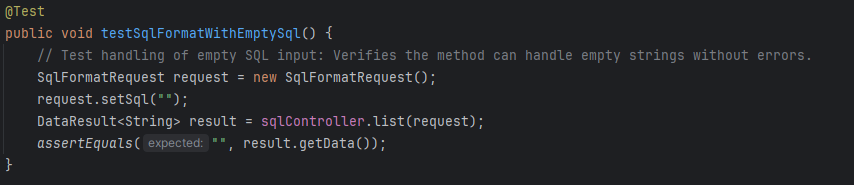 @Test
public void testSqlFormatWithEmptySql() {
    // Test handling of empty SQL input: Verifies the method can handle empty strings without errors.
    SqlFormatRequest request = new SqlFormatRequest();
    request.setSql("");
    DataResult<String> result = sqlController.list(request);
    assertEquals( expected: "", result.getData());
}